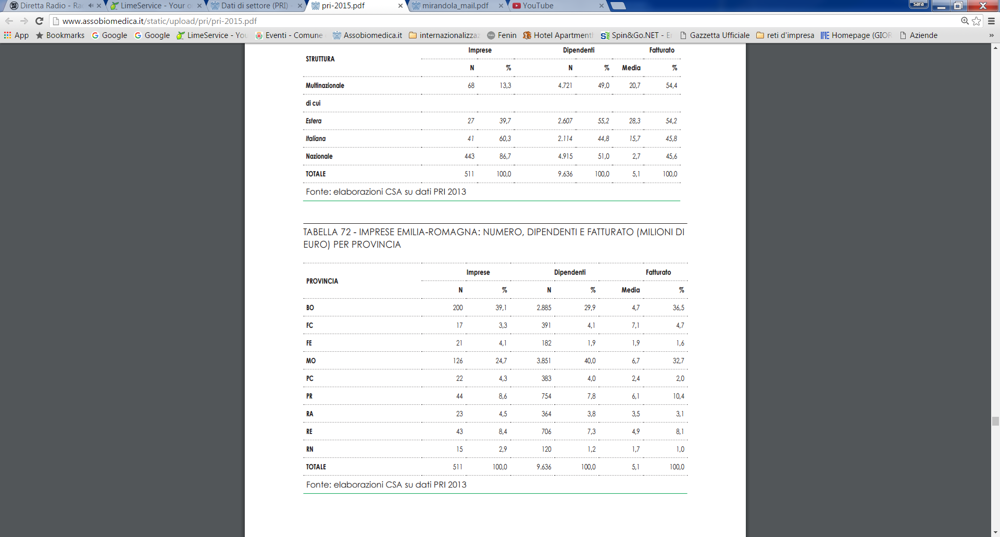 Diretta Radio - Ra
LimeService - Your o
Dati di settore (PRI)
pri-2015.pdf
mirandola_mail.pdf
YouTube
sara
www.assobiomedica.it/static/upload/pri/pri-2015.pdf
App Bookmarks Google Google LimeService - You Eventi - Comune Assobiomedica.it internazionalizzaz Fenin Hotel Apartment Spin&Go.NET - E Gazzetta Ufficiale reti d'impresa Homepage (GIOR Aziende »
STRUTTURA Imprese Dipendenti Fatturato
N % N % Media %
Multinazionale 68 13,3 4.721 49,0 20,7 54,4
di cui
Estera 27 39,7 2.607 55,2 28,3 54,2
Italiana 41 60,3 2.114 44,8 15,7 45,8
Nazionale 443 86,7 4.915 51,0 2,7 45,6
TOTALE 511 100,0 9.636 100,0 5,1 100,0
Fonte: elaborazioni CSA su dati PRI 2013
TABELLA 72 - IMPRESE EMILIA-ROMAGNA: NUMERO, DIPENDENTI E FATTURATO (MILIONI DI
EURO) PER PROVINCIA
PROVINCIA Imprese Dipendenti Fatturato
N % N % Media %
BO 200 39,1 2.885 29,9 4,7 36,5
FC 17 3,3 391 4,1 7,1 4,7
FE 21 4,1 182 1,9 1,9 1,6
MO 126 24,7 3.851 40,0 6,7 32,7
PC 22 4,3 383 4,0 2,4 2,0
PR 44 8,6 754 7,8 6,1 10,4
RA 23 4,5 364 3,8 3,5 3,1
RE 43 8,4 706 7,3 4,9 8,1
RN 15 2,9 120 1,2 1,7 1,0
TOTALE 511 100,0 9.636 100,0 5,1 100,0
Fonte: elaborazioni CSA su dati PRI 2013